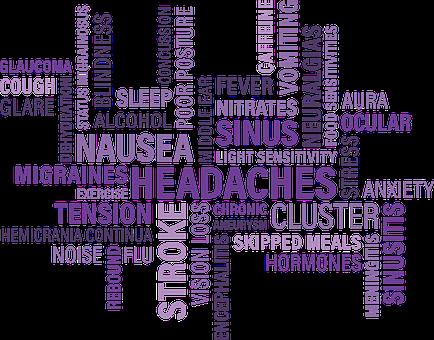 GLAUCOMA
COUGH
GLARE
DEHYDRATION
STATUS MIGRANOSUS
BLINDNESS
CONCUSSION
POOR POSTURE
SLEEP
ALCOHOL
MIDDLE EAR
FEVER
NITRATES
SINUS
LIGHT SENSITIVITY
CAFFEINE
VOMITING
NEURALGIAS
FOOD SENSITIVITIES
AURA
OCULAR
STRESS
NAUSEA
MIGRAINES
EXERCISE
HEADACHES
ANXIETY
TENSION
HEMICRANIA CONTINUA
NOISE
REBOUND
FLU
STROKE
VISION LOSS
CHRONIC
ANEURYSM
ENCEPHALITIS
CLUSTER
SKIPPED MEALS
HORMONES
MENINGITIS
SINUSITIS